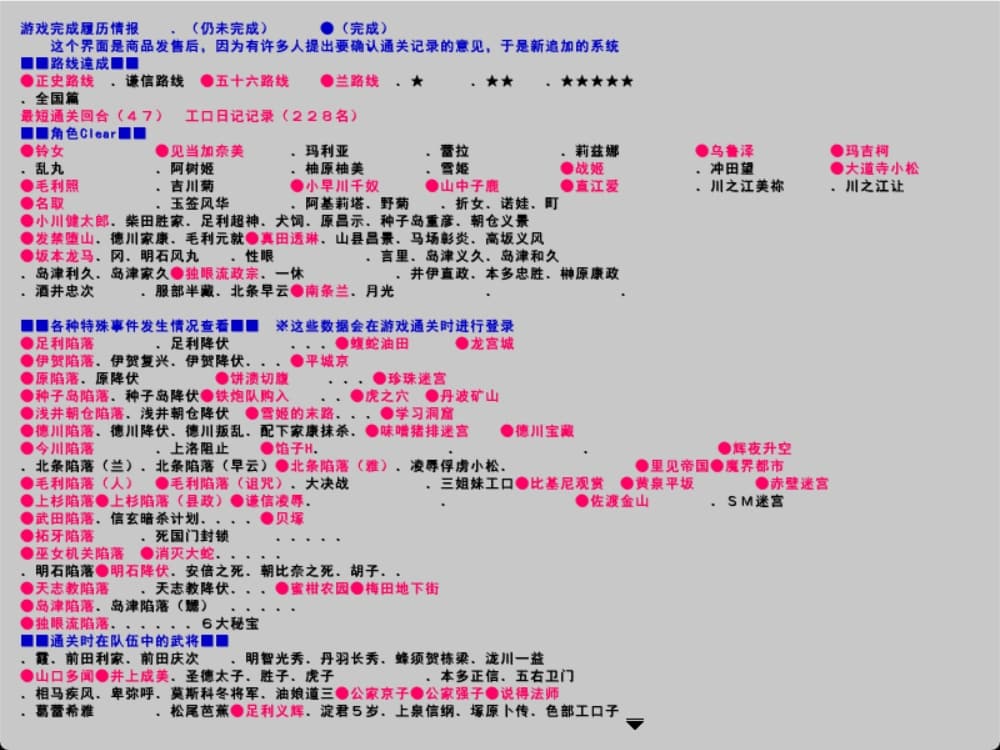 游戏完成履历情报　．（仍未完成）　●（完成）
这个界面是商品发售后，因为有许多人提出要确认通关记录的意见，于是新追加的系统
■■路线達成■■
●正史路线　．谦信路线　●五十六路线　●兰路线　．★　．★★　．★★★★★
．全国篇
最短通关回合（４７）　工口日记记录（２２８名）
■■角色Clear■■
●铃女　●见当加奈美　．玛利亚　．蕾拉　．莉兹娜　●乌鲁泽　●玛吉柯
．乱丸　．阿树姬　．柚原柚美　．雪姬　●战姬　．冲田望　●大道寺小松
●毛利照　．吉川菊　●小早川千奴　●山中子鹿　●直江爱　．川之江美祢　．川之江让
●名取　．玉签风华　．阿基莉塔、野菊　．折女、诺娃、町
●小川健太郎．柴田胜家．足利超神．犬饲．原昌示．种子岛重彦．朝仓义景
●发禁堕山．德川家康．毛利元就●真田透琳．山县昌景．马场彰炎．高坂义风
●坂本龙马．冈．明石风丸　．性眼　．言里．岛津义久．岛津和久
．岛津利久．岛津家久●独眼流政宗．一休　．井伊直政．本多忠胜．榊原康政
．酒井忠次　．服部半藏．北条早云●南条兰．月光　．　．
■■各种特殊事件发生情况查看■■　※这些数据会在游戏通关时进行登录
●足利陷落　．足利降伏　．．．●蝮蛇油田　●龙宫城
●伊贺陷落．伊贺复兴．伊贺降伏．．．●平城京
●原陷落．原降伏　●饼溃切腹　．．．●珍珠迷宫
●种子岛陷落．种子岛降伏●铁炮队购入　．．●虎之穴　●丹波矿山
●浅井朝仓陷落．浅井朝仓降伏　●雪姬的末路．．．●学习洞窟
●德川陷落．德川降伏．德川叛乱．配下家康抹杀．●味噌猪排迷宫　●德川宝藏
●今川陷落　．上洛阻止　●馅子H．　．　．　●辉夜升空
．北条陷落（兰）．北条陷落（早云）●北条陷落（雅）．凌辱俘虏小松．　●里见帝国●魔界都市
●毛利陷落（人）　●毛利陷落（诅咒）．大决战　．三姐妹工口●比基尼观赏　●黄泉平坂　●赤壁迷宫
●上杉陷落●上杉陷落（县政）●谦信凌辱．　．　●佐渡金山　．ＳＭ迷宫
●武田陷落．信玄暗杀计划．．．．●贝塚
●拓牙陷落　．死国门封锁　．．．．．
●巫女机关陷落　●消灭大蛇．．．．．
．明石陷落●明石降伏．安倍之死．朝比奈之死．胡子．．
●天志教陷落　．天志教降伏．．．●蜜柑农园●梅田地下街
●岛津陷落．岛津陷落（嬲）　．．．．．
●独眼流陷落．．．．．．６大秘宝
■■通关时在队伍中的武将■■
．霞．前田利家．前田庆次　．明智光秀．丹羽长秀．蜂须贺栋梁．泷川一益
●山口多闻●井上成美．圣德太子．胜子．虎子　．本多正信．五右卫门
．相马疾风．卑弥呼．莫斯科冬将军．油娘道三●公家京子●公家强子●说得法师
．葛蕾希雅　．松尾芭蕉●足利义辉．淀君５岁．上泉信纲．塚原卜传．色部工口子